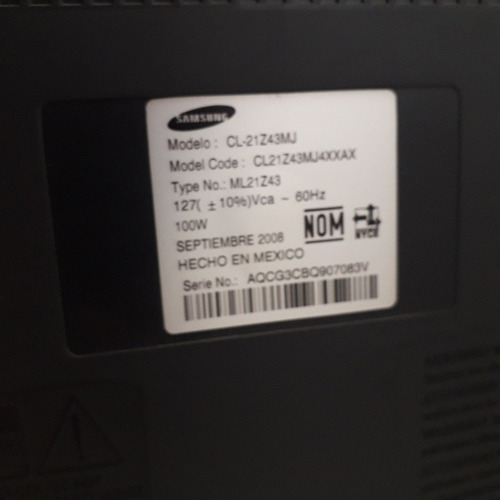 SAMSUNG
Modelo : CL-21Z43MJ
Model Code : CL21Z43MJ4XXAX
Type No.: ML21Z43
127( ±10%)Vca ~ 60Hz
100W
NOM
NYCE
SEPTIEMBRE 2008
HECHO EN MEXICO
Serie No.: AQCG3CBQ907083V